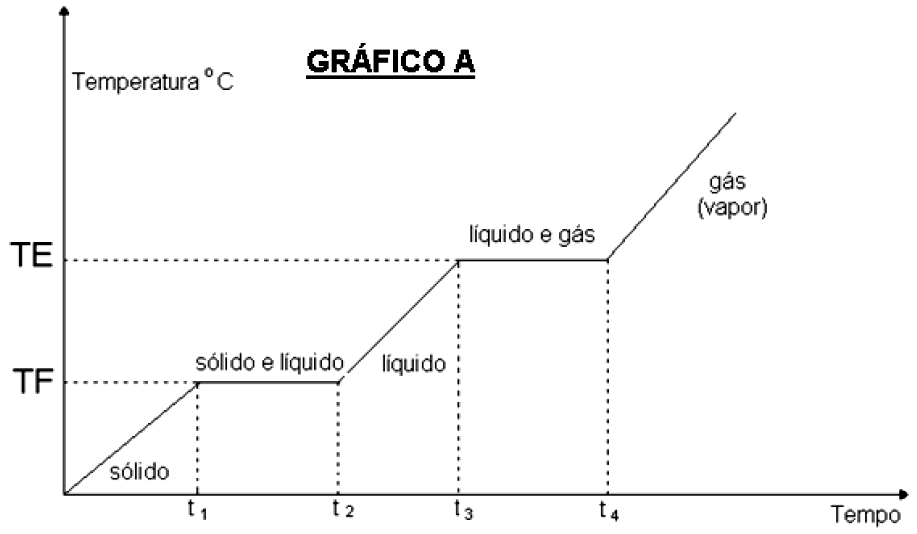 GRÁFICO A
Temperatura °C
gás
(vapor)
líquido e gás
TE
sólido e líquido
líquido
TF
sólido
t1
t2
t3
t4
Tempo